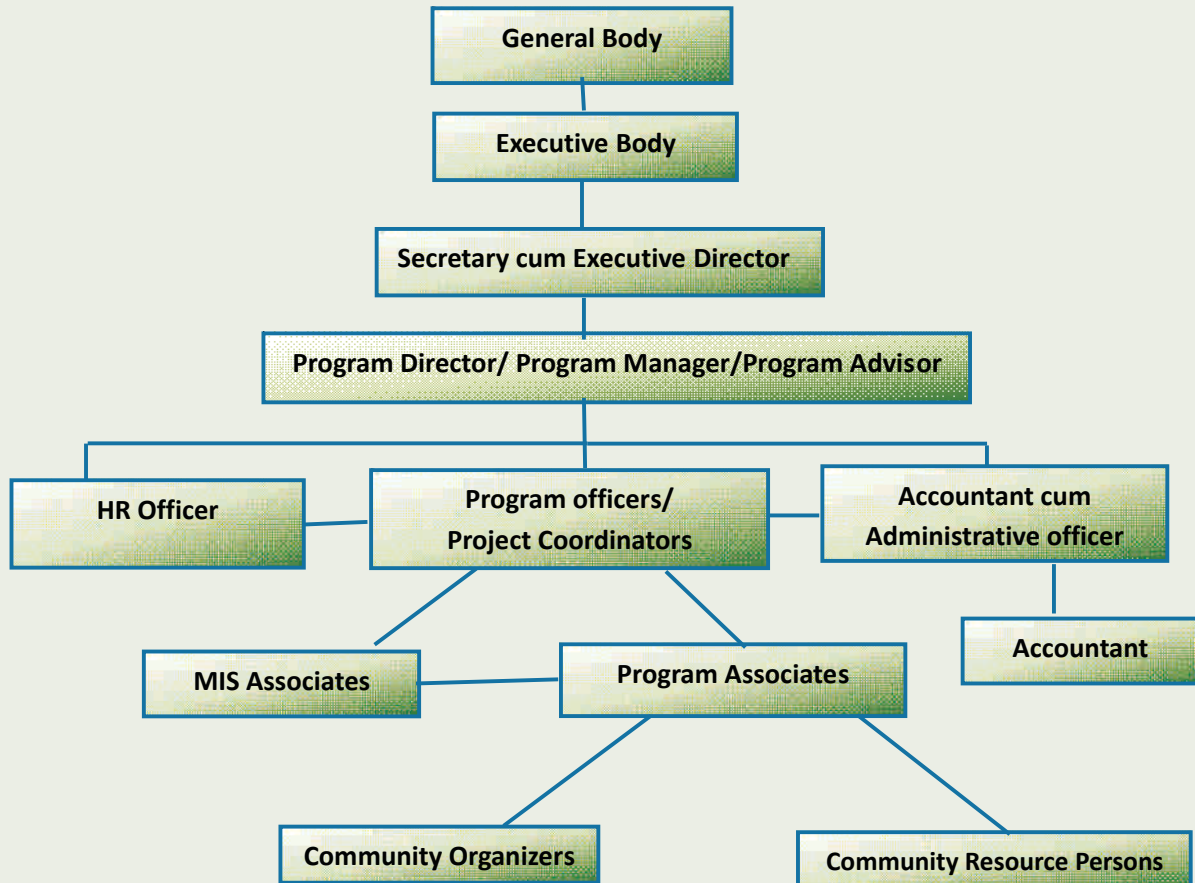 General Body
Executive Body
Secretary cum Executive Director
Program Director/ Program Manager/Program Advisor
HR Officer
Program officers/
Project Coordinators
Accountant cum
Administrative officer
Accountant
MIS Associates
Program Associates
Community Organizers
Community Resource Persons